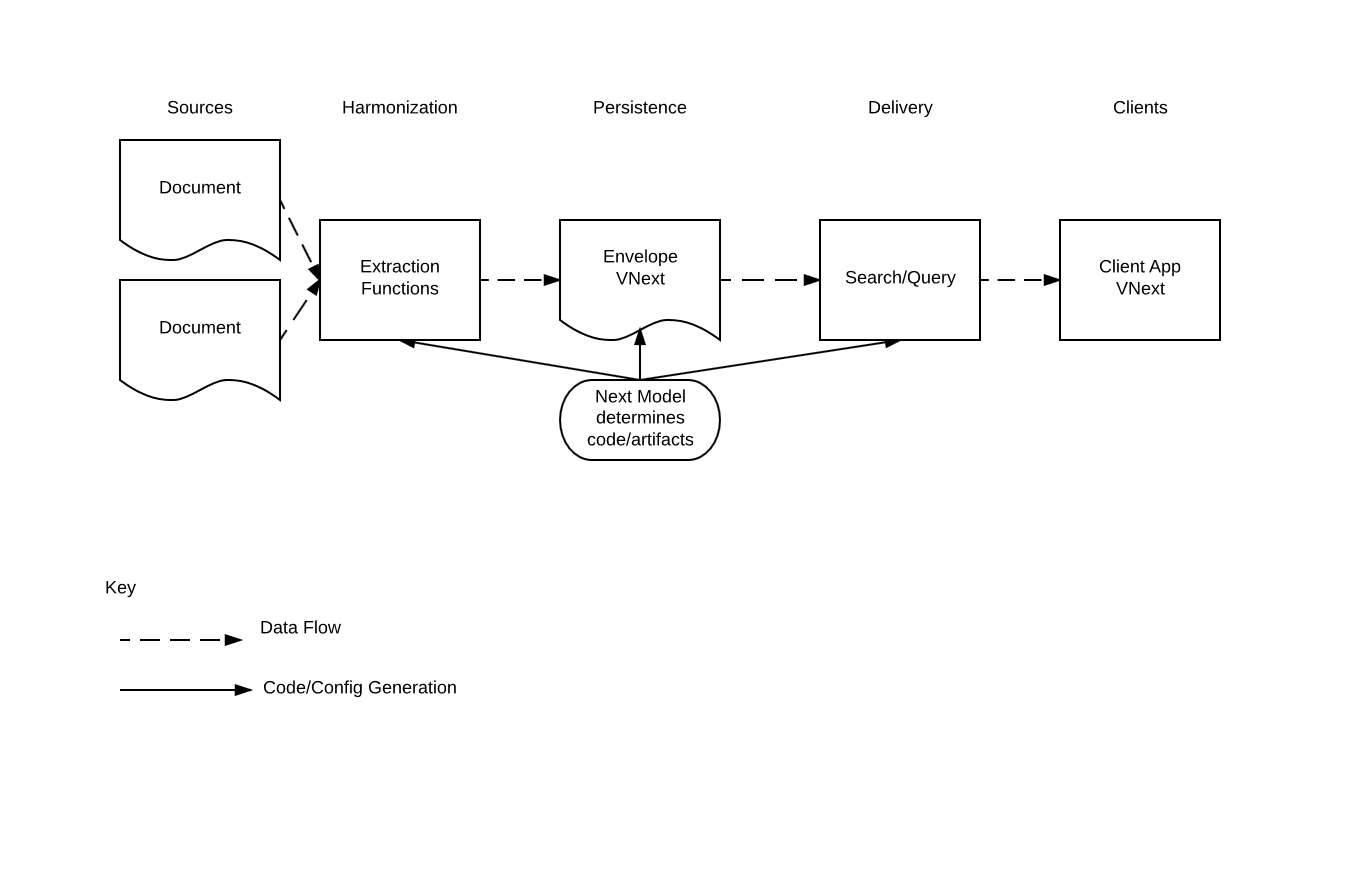 Sources
Harmonization
Persistence
Delivery
Clients
Document
Document
Extraction
Functions
Envelope
VNext
Search/Query
Client App
VNext
Next Model
determines
code/artifacts
Key
Data Flow
Code/Config Generation